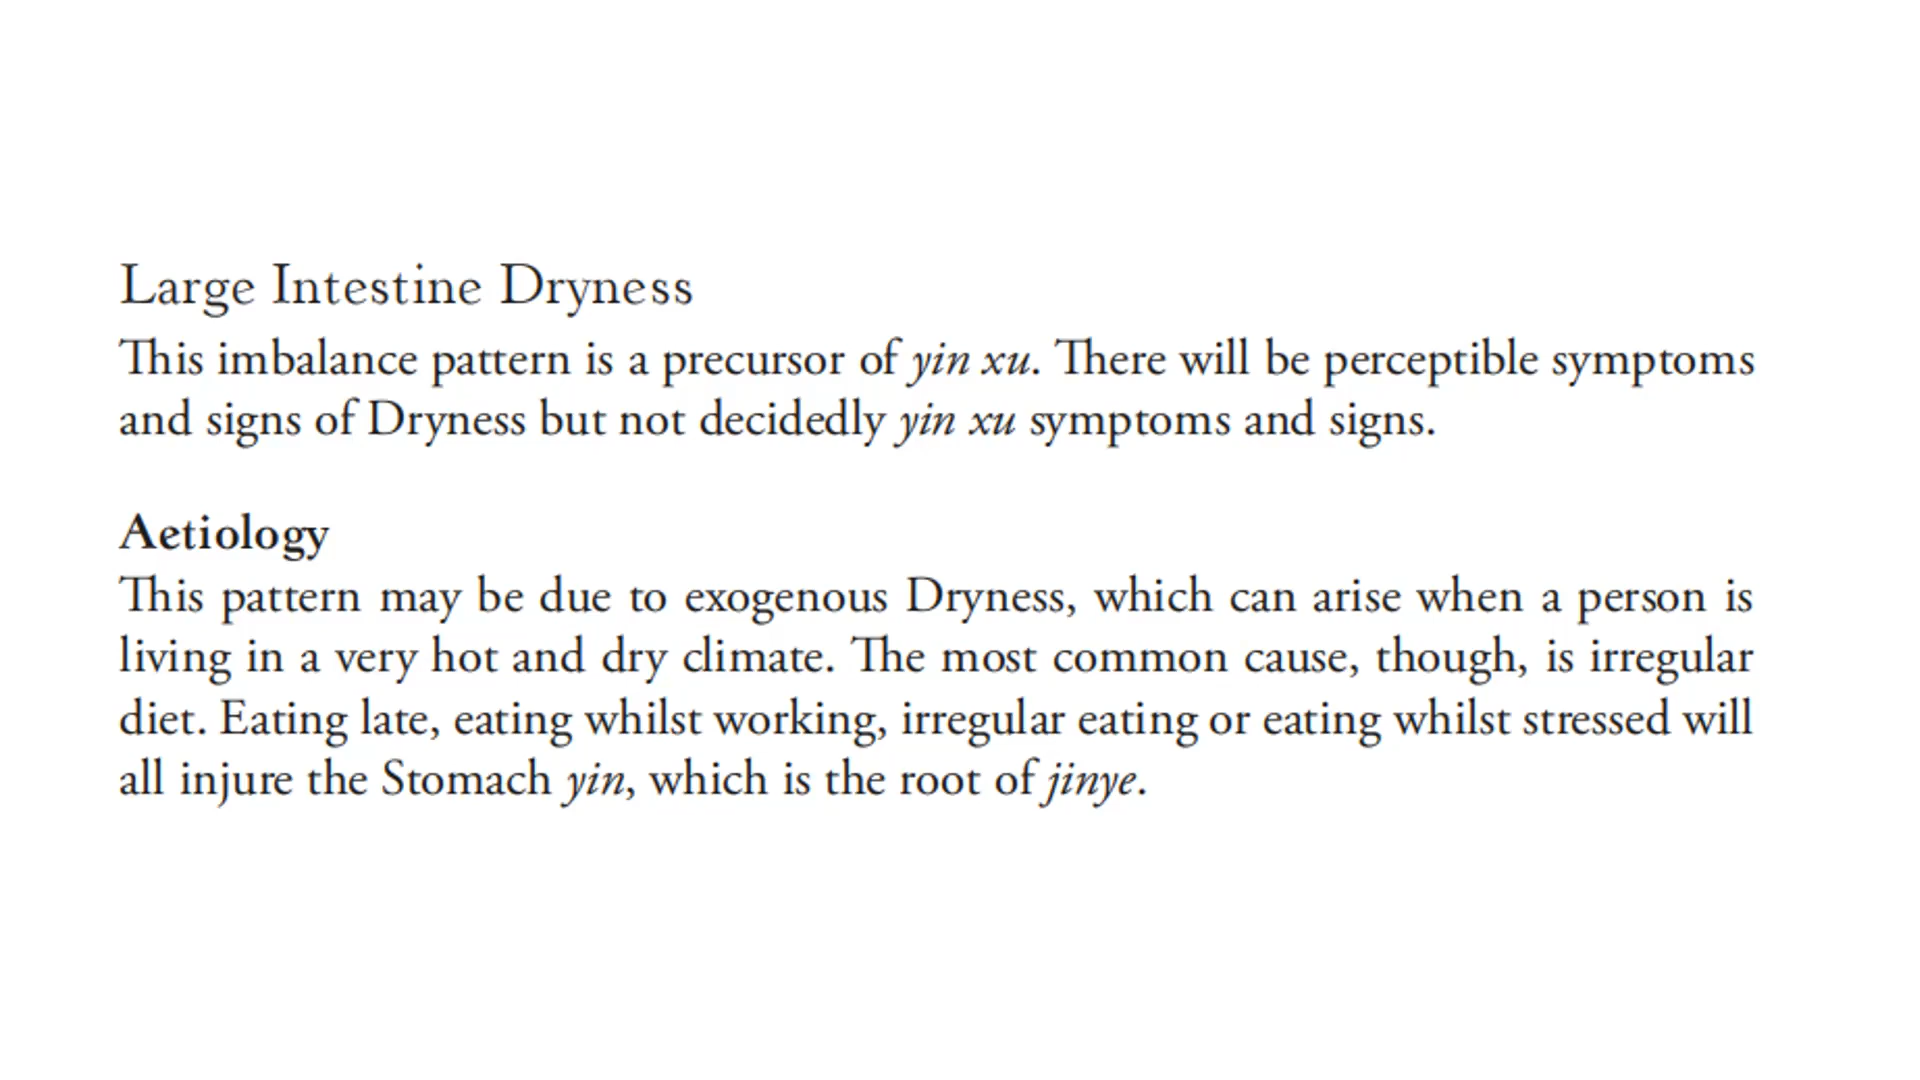 Large Intestine Dryness
This imbalance pattern is a precursor of yin xu. There will be perceptible symptoms
and signs of Dryness but not decidedly yin xu symptoms and signs.
Aetiology
This pattern may be due to exogenous Dryness, which can arise when a person is
living in a very hot and dry climate. The most common cause, though, is irregular
diet. Eating late, eating whilst working, irregular eating or eating whilst stressed will
all injure the Stomach yin, which is the root of jinye.